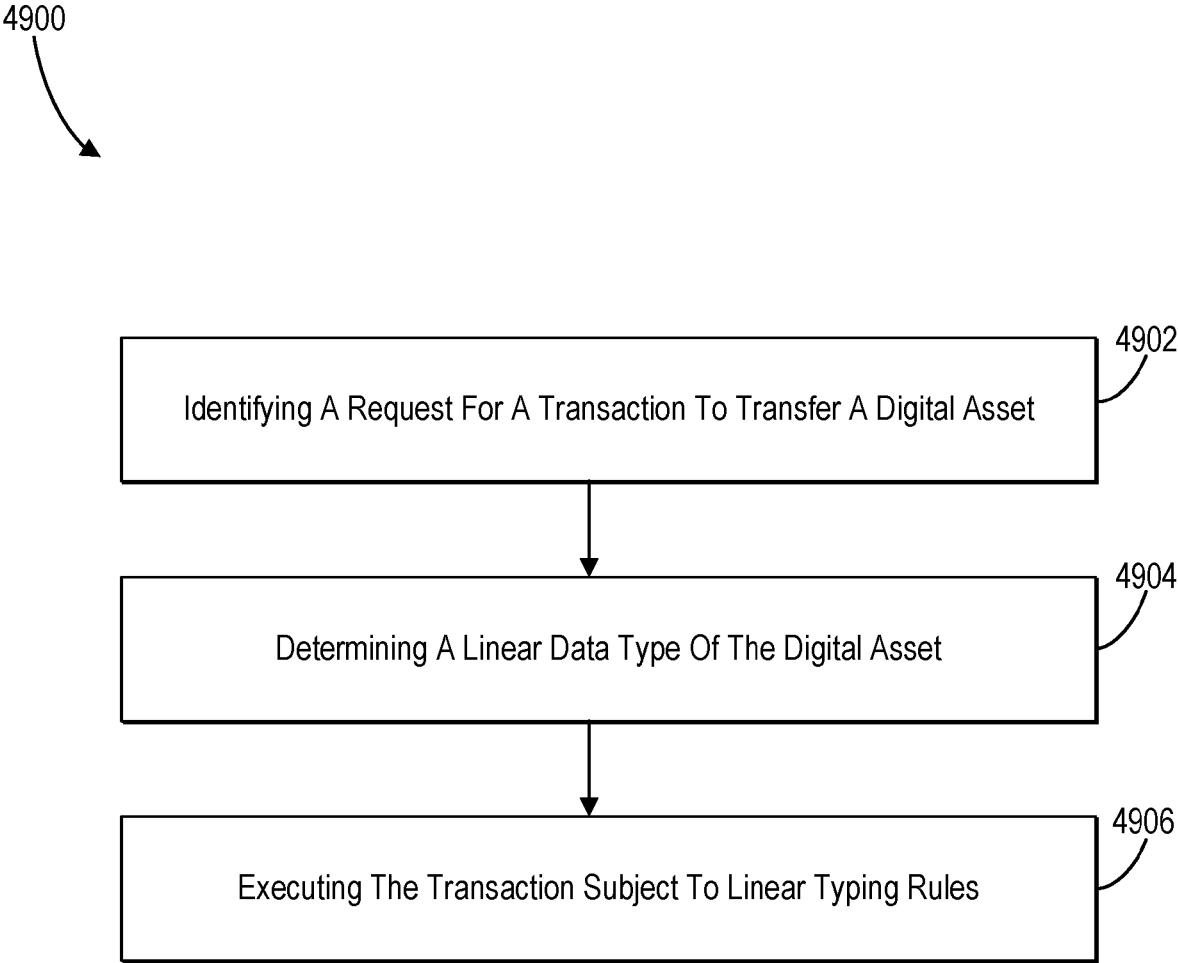 4900
4902
Identifying A Request For A Transaction To Transfer A Digital Asset
4904
Determining A Linear Data Type Of The Digital Asset
4906
Executing The Transaction Subject To Linear Typing Rules